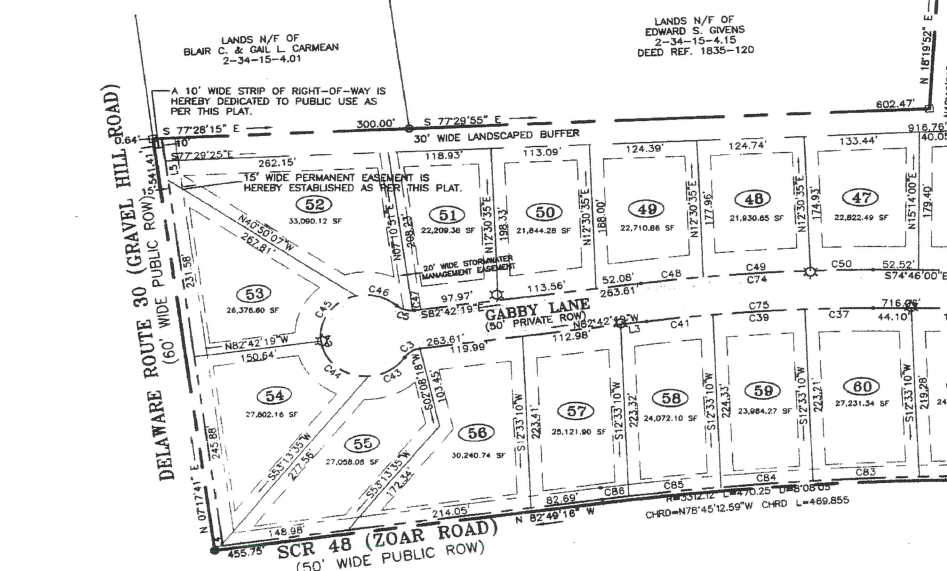 LANDS N/F OF
BLAIR C. & GAIL L. CARMEAN
2-34-15-4.01
LANDS N/F OF
EDWARD S. GIVENS
2-34-15-4.15
DEED REF. 1835-120
N 18°19'52" E
A 10' WIDE STRIP OF RIGHT-OF-WAY IS
HEREBY DEDICATED TO PUBLIC USE AS
PER THIS PLAT.
S 77°28'15" E
300.00'
S 77°29'55" E
602.47'
30' WIDE LANDSCAPED BUFFER
0.64'
10'
541.41'
L5
15'
S77°29'25"E
262.15'
118.93'
113.09'
124.39'
124.74'
133.44'
916.76'
40.05
15' WIDE PERMANENT EASEMENT IS
HEREBY ESTABLISHED AS PER THIS PLAT.
52
33,090.12 SF
N07°10'51"E
298.23'
51
22,209.38 SF
N12°30'35"E
198.33'
50
21,844.28 SF
N12°30'35"E
188.00'
49
22,710.86 SF
N12°30'35"E
177.96'
48
21,930.65 SF
N12°30'35"E
174.93'
47
22,822.49 SF
N15°14'00"E
179.40'
20' WIDE STORMWATER
MANAGEMENT EASEMENT
N40°50'07"W
262.81'
231.58'
53
26,376.60 SF
C45
C46
C5
C47
97.97'
S82°42'19"E
113.56'
52.08'
263.61'
C48
C49
C74
C50
52.52'
S74°46'00"E
GABBY LANE
(50' PRIVATE ROW)
N82°42'19"W
L3
C41
C75
C39
C37
716.06'
44.10'
N82°42'19"W
150.64'
C44
C43
C3
263.61'
119.99'
112.98'
S02°08'18"W
103.45'
54
27,802.16 SF
245.88'
S53°13'35"W
277.56'
55
27,058.08 SF
S53°13'35"W
172.34'
56
30,240.74 SF
S12°33'10"W
223.41'
57
25,121.90 SF
S12°33'10"W
223.32'
58
24,072.10 SF
S12°33'10"W
224.33'
59
23,984.27 SF
S12°33'10"W
223.21'
60
27,231.34 SF
S12°33'10"W
219.28'
DELAWARE ROUTE 30 (GRAVEL HILL ROAD)
(60' WIDE PUBLIC ROW)
N 07°17'41" E
455.75'
148.98'
214.05'
82.69'
C86
C85
C84
C83
N 82°49'16" W
R=3312.12' L=470.25' D=8°08'05"
CHRD=N78°45'12.59"W CHRD L=469.855
SCR 48 (ZOAR ROAD)
(50' WIDE PUBLIC ROW)